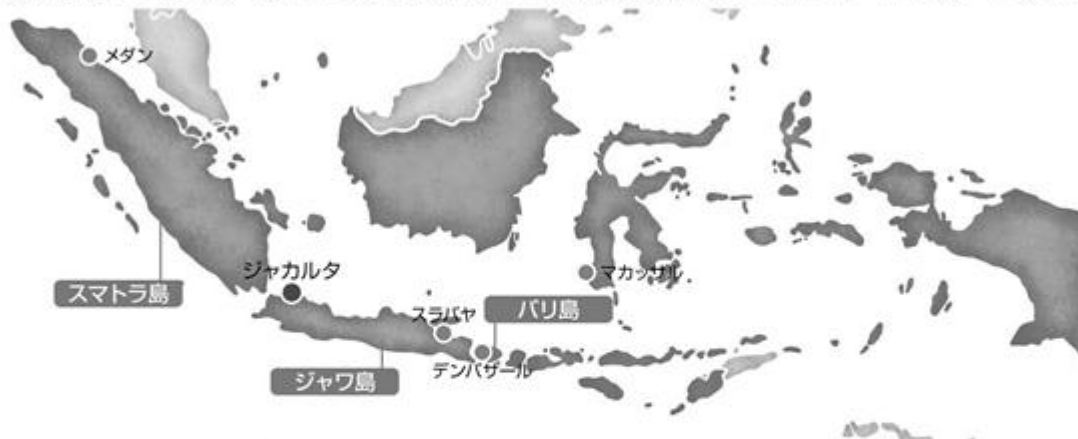 メダン
ジャカルタ
スマトラ島
マカッサル
スラバヤ
バリ島
デンパサール
ジャワ島